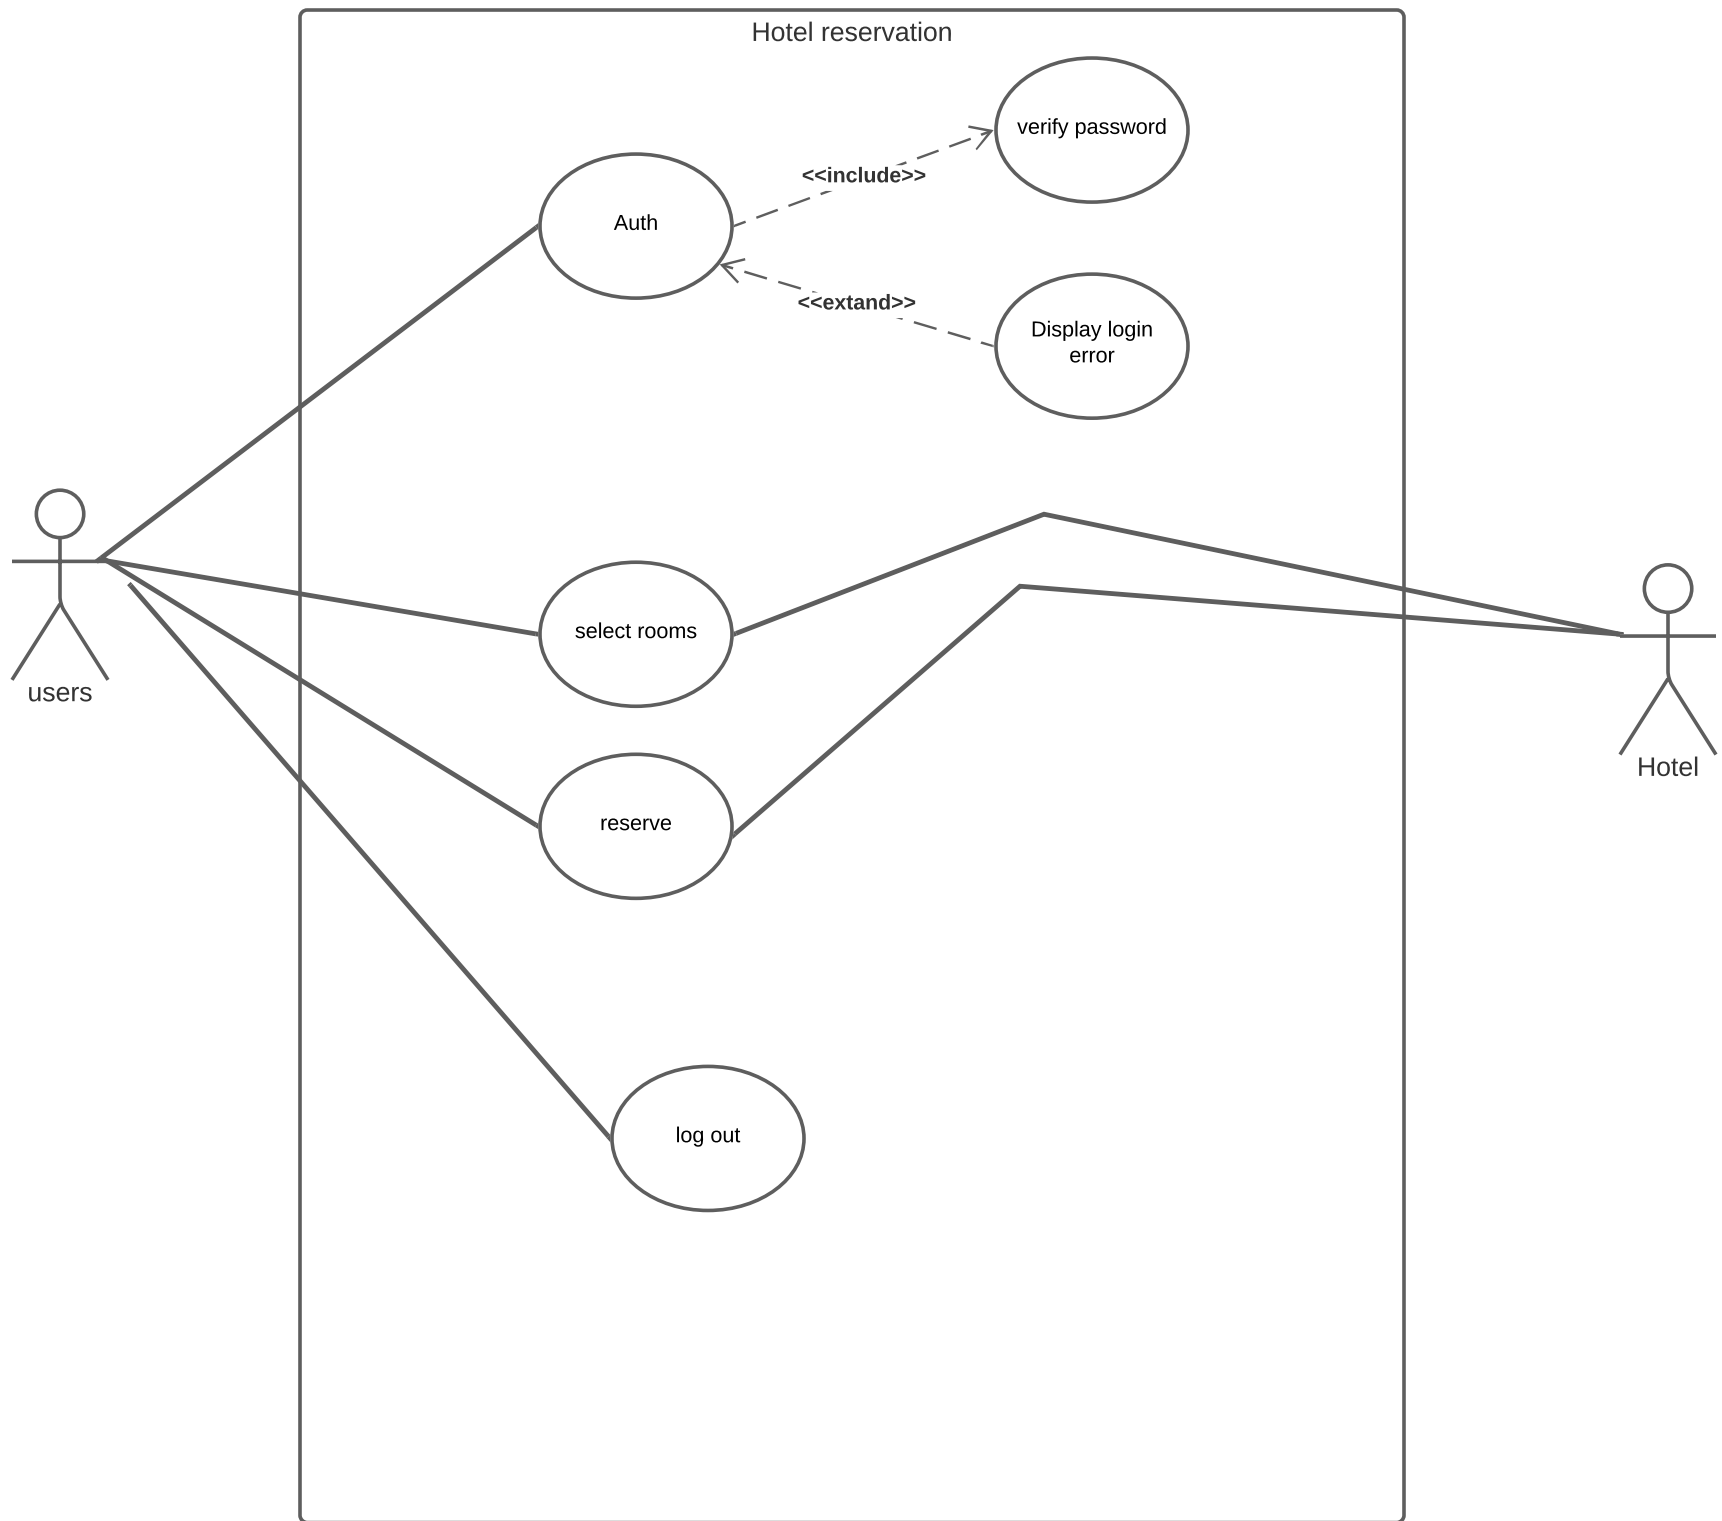 Hotel reservation
verify password
<<include>>
Auth
<<extand>>
Display login
error
users
select rooms
Hotel
reserve
log out